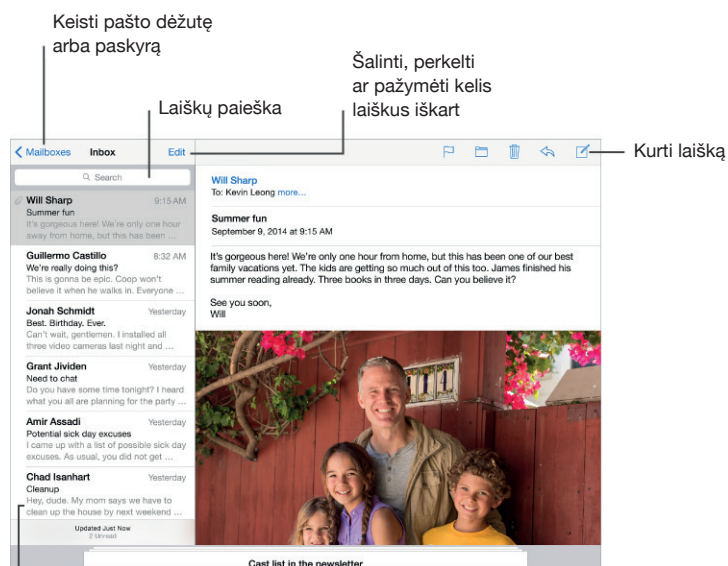 Keisti pašto dėžutę
arba paskyrą
Šalinti, perkelti
ar pažymėti kelis
laiškus iškart
Laiškų paieška
Kurti laišką
Mailboxes
Inbox
Edit
Search
Will Sharp 9:15 AM
Summer fun
It's gorgeous here! We're only one hour
away from home, but this has been ...
Guillermo Castillo 8:32 AM
We're really doing this?
This is gonna be epic. Coop won't
believe it when he walks in. Everyone ...
Jonah Schmidt Yesterday
Best. Birthday. Ever.
Can't wait, gentlemen. I installed all
three video cameras last night and ...
Grant Jividen Yesterday
Need to chat
Do you have some time tonight? I heard
what you all are planning for the party ...
Amir Assadi Yesterday
Potential sick day excuses
I came up with a list of possible sick day
excuses. As usual, you did not get ...
Chad Isanhart Yesterday
Cleanup
Hey, dude. My mom says we have to
clean up the house by next weekend ...
Updated Just Now
2 Unread
Will Sharp
To: Kevin Leong more...
Summer fun
September 9, 2014 at 9:15 AM
It's gorgeous here! We're only one hour from home, but this has been one of our best
family vacations yet. The kids are getting so much out of this too. James finished his
summer reading already. Three books in three days. Can you believe it?
See you soon,
Will
Cast list in the newsletter